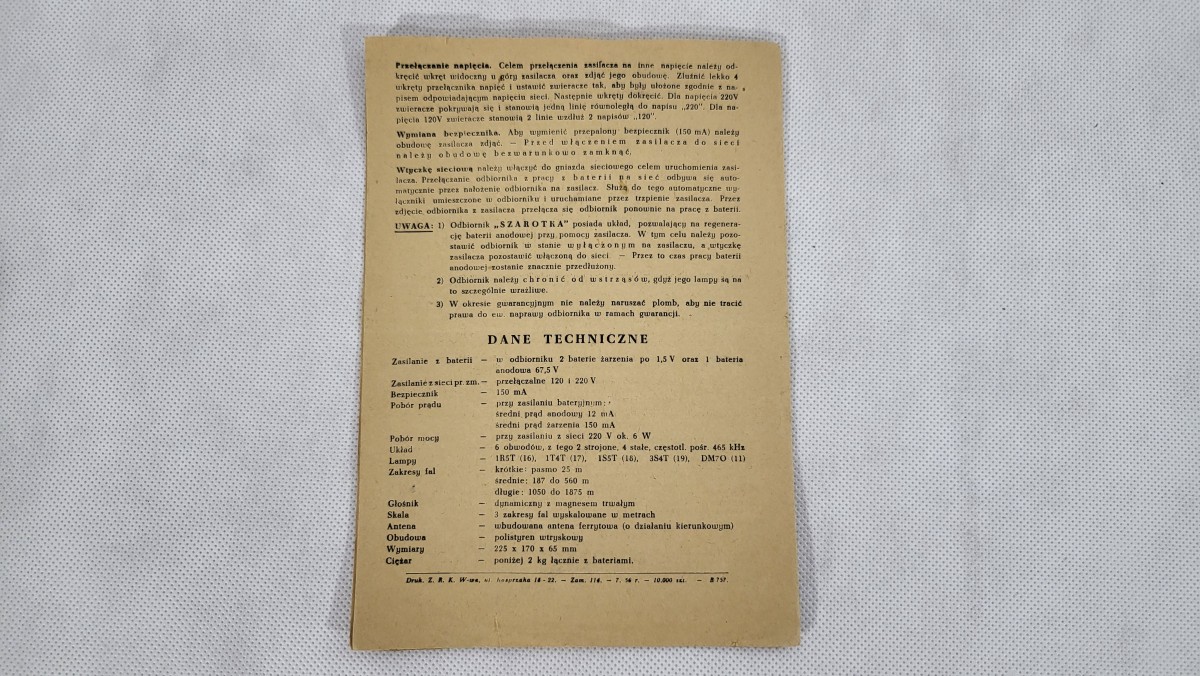 Przełączanie napięcia. Celem przełączenia zasilacza na inne napięcie należy od-
kręcić wkręt widoczny u góry zasilacza oraz zdjąć jego obudowę. Zluźnić lekko 4
wkręty przełącznika napięć i ustawić zwieracze tak, aby były ułożone zgodnie z na-
pisem odpowiadającym napięciu sieci. Następnie wkręty dokręcić. Dla napięcia 220V
zwieracze pokrywają się i stanowią jedną linię równoległą do napisu „220". Dla na-
pięcia 120V zwieracze stanowią 2 linie wzdłuż 2 napisów „120".
Wymiana bezpiecznika. Aby wymienić przepalony bezpiecznik (150 mA) należy
obudowę zasilacza zdjąć. — Przed włączeniem zasilacza do sieci
należy obudowę bezwarunkowo zamknąć.
Wtyczkę sieciową należy włączyć do gniazda sieciowego celem uruchomienia zasi-
lacza. Przełączanie odbiornika z pracy z baterii na sieć odbywa się auto-
matycznie przez nałożenie odbiornika na zasilacz. Służą do tego automatyczne wy-
łączniki umieszczone w odbiorniku i uruchamiane przez trzpienie zasilacza. Przez
zdjęcie odbiornika z zasilacza przełącza się odbiornik ponownie na pracę z baterii.
UWAGA: 1) Odbiornik „SZAROTKA" posiada układ, pozwalający na regenera-
cję baterii anodowej przy pomocy zasilacza. W tym celu należy pozo-
stawić odbiornik w stanie wyłączonym na zasilaczu, a wtyczkę
zasilacza pozostawić włączoną do sieci — Przez to czas pracy baterii
anodowej zostanie znacznie przedłużony.
2) Odbiornik należy chronić od wstrząsów, gdyż jego lampy są na
to szczególnie wrażliwe.
3) W okresie gwarancyjnym nie należy naruszać plomb, aby nie tracić
prawa do ew. naprawy odbiornika w ramach gwarancji.
DANE TECHNICZNE
Zasilanie z baterii — w odbiorniku 2 baterie żarzenia po 1,5 V oraz 1 bateria
anodowa 67,5 V
Zasilanie z sieci pr. zm. — przełączalne 120 i 220 V
Bezpiecznik — 150 mA
Pobór prądu — przy zasilaniu bateryjnym:
średni prąd anodowy 12 mA
średni prąd żarzenia 150 mA
Pobór mocy — przy zasilaniu z sieci 220 V ok. 6 W
Układ — 6 obwodów, z tego 2 strojone, 4 stałe, częstotl. pośr. 465 kHz
Lampy — 1R5T (16), 1T4T (17), 1S5T (18), 3S4T (19), DM7O (11)
Zakresy fal — krótkie: pasmo 25 m
średnie: 187 do 560 m
długie: 1050 do 1875 m
Głośnik — dynamiczny z magnesem trwałym
Skala — 3 zakresy fal wyskalowane w metrach
Antena — wbudowana antena ferrytowa (o działaniu kierunkowym)
Obudowa — polistyren wtryskowy
Wymiary — 225 x 170 x 65 mm
Ciężar — poniżej 2 kg łącznie z bateriami.
Druk. Z. R. K. W-wa, ul. Kasprzaka 18-22. — Zam. 116. — 7. 56 r. — 10.000 szt. — B 757.